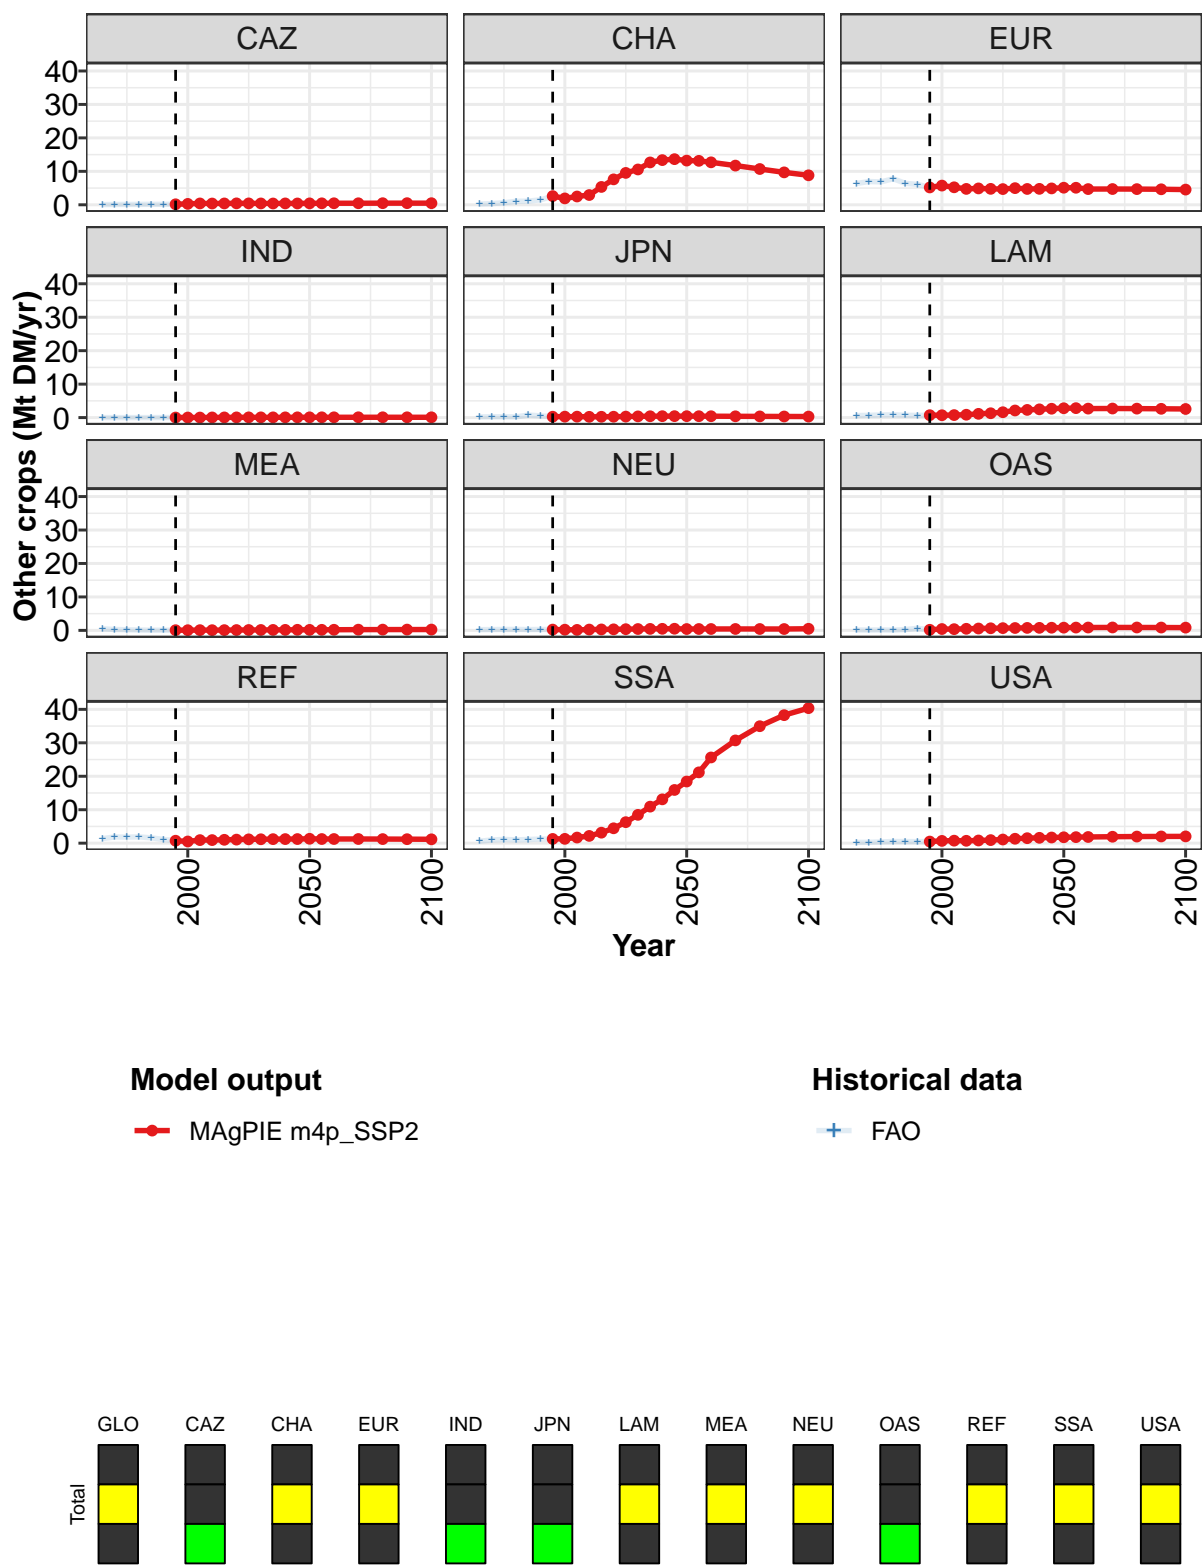 CAZ CHA EUR
40
30
20
10
0
IND JPN LAM
40
30
20
10
0
MEA NEU OAS
40
30
20
10
0
REF SSA USA
40
30
20
10
0
Other crops (Mt DM/yr)
2000 2050 2100 2000 2050 2100 2000 2050 2100
Year
Model output Historical data
MAgPIE m4p_SSP2 FAO
GLO CAZ CHA EUR IND JPN LAM MEA NEU OAS REF SSA USA
Total